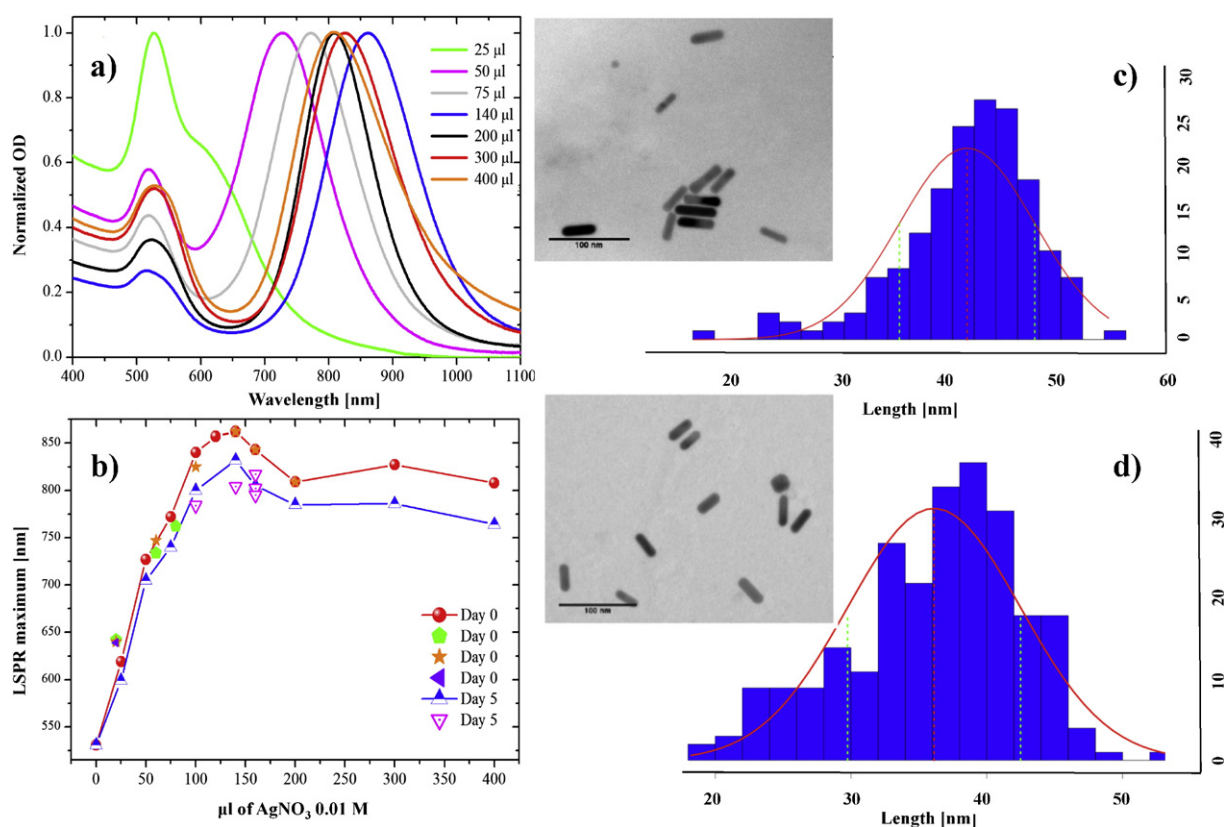 a)
Normalized OD
1.0
0.8
0.6
0.4
0.2
0.0
400 500 600 700 800 900 1000 1100
Wavelength [nm]
25 µl
50 µl
75 µl
140 µl
200 µl
300 µl
400 µl
100 nm
c)
30
25
20
15
10
5
0
20 30 40 50 60
Length [nm]
b)
LSPR maximum [nm]
850
800
750
700
650
600
550
0 50 100 150 200 250 300 350 400
µl of AgNO₃ 0.01 M
Day 0
Day 0
Day 0
Day 0
Day 5
Day 5
100 nm
d)
40
30
20
10
0
20 30 40 50
Length [nm]